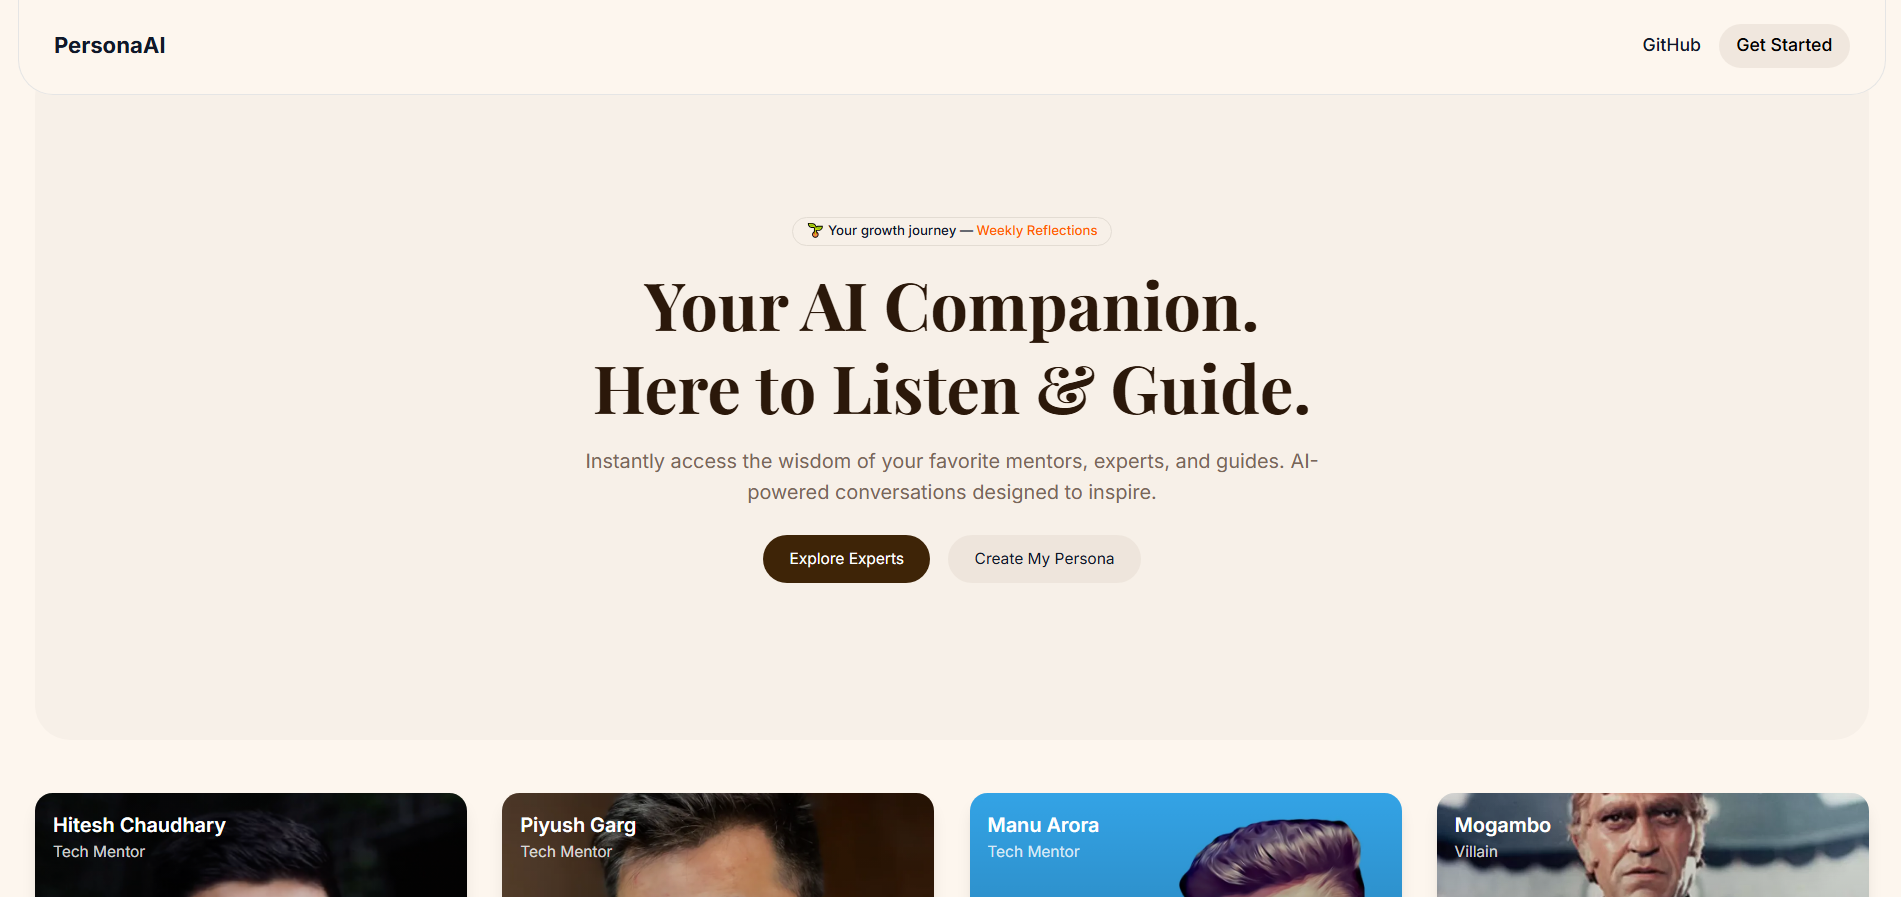 PersonaAI
GitHub
Get Started
Your growth journey — Weekly Reflections
Your AI Companion.
Here to Listen & Guide.
Instantly access the wisdom of your favorite mentors, experts, and guides. AI-
powered conversations designed to inspire.
Explore Experts
Create My Persona
Hitesh Chaudhary
Tech Mentor
Piyush Garg
Tech Mentor
Manu Arora
Tech Mentor
Mogambo
Villain